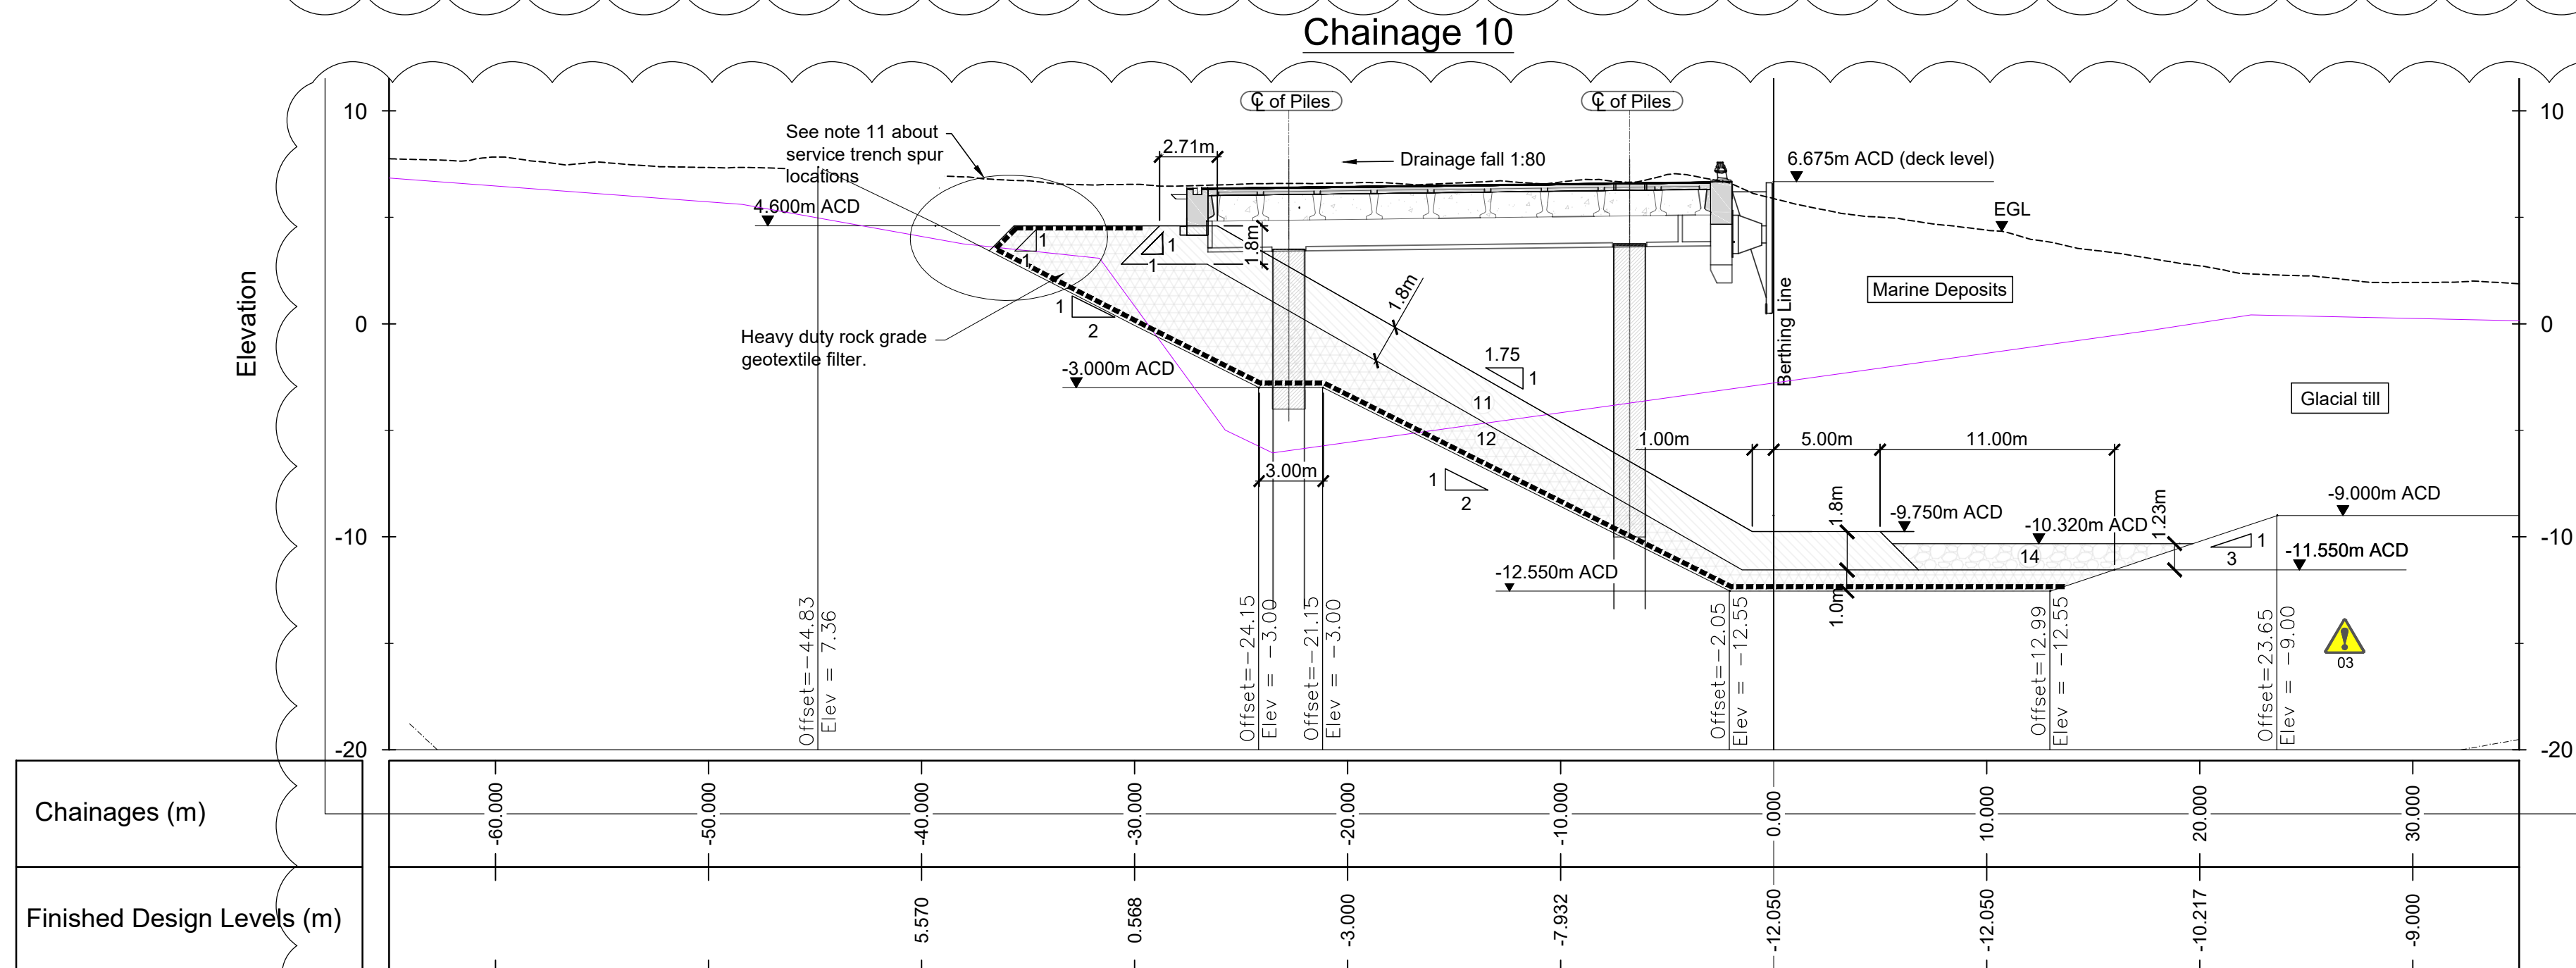 Chainage 10
10
10
℄ of Piles
℄ of Piles
See note 11 about
service trench spur
locations
2.71m
Drainage fall 1:80
6.675m ACD (deck level)
4.600m ACD
EGL
1
1
1
1
1.8m
Elevation
Marine Deposits
Berthing Line
1.8m
0
0
1
2
Heavy duty rock grade
geotextile filter.
-3.000m ACD
1.75
1
Glacial till
11
12
1.00m
5.00m
11.00m
3.00m
1
2
1.8m
-9.750m ACD
-10.320m ACD
1.23m
-9.000m ACD
-10
-10
14
1
3
-11.550m ACD
-12.550m ACD
1.0m
Offset=-44.83
Elev = 7.36
Offset=-24.15
Elev = -3.00
Offset=-21.15
Elev = -3.00
Offset=-2.05
Elev = -12.55
Offset=12.99
Elev = -12.55
Offset=23.65
Elev = -9.00
03
-20
-20
Chainages (m)
-60.000
-50.000
-40.000
-30.000
-20.000
-10.000
0.000
10.000
20.000
30.000
Finished Design Levels (m)
5.570
0.568
-3.000
-7.932
-12.050
-12.050
-10.217
-9.000